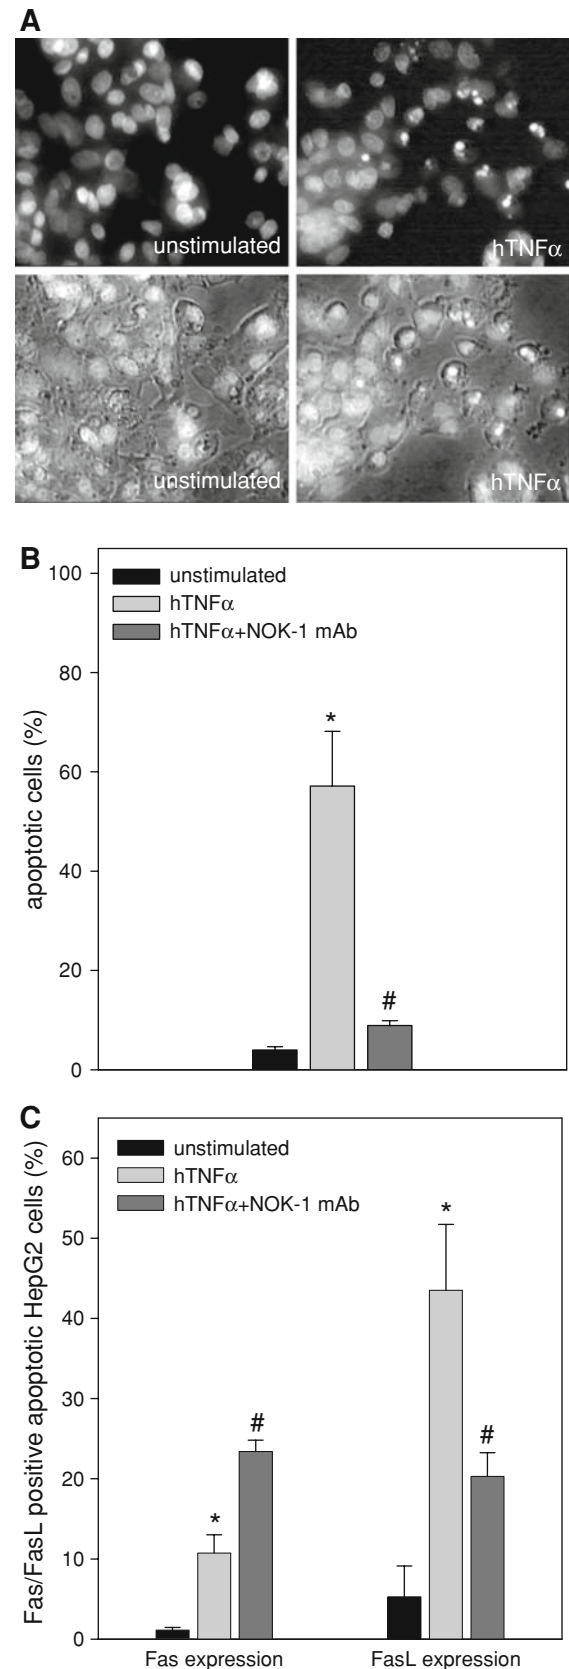 A
unstimulated
hTNFα
unstimulated
hTNFα
B
apoptotic cells (%)
100
80
60
40
20
0
unstimulated
hTNFα
hTNFα+NOK-1 mAb
*
#
C
Fas/FasL positive apoptotic HepG2 cells (%)
60
50
40
30
20
10
0
unstimulated
hTNFα
hTNFα+NOK-1 mAb
*
#
*
#
Fas expression
FasL expression